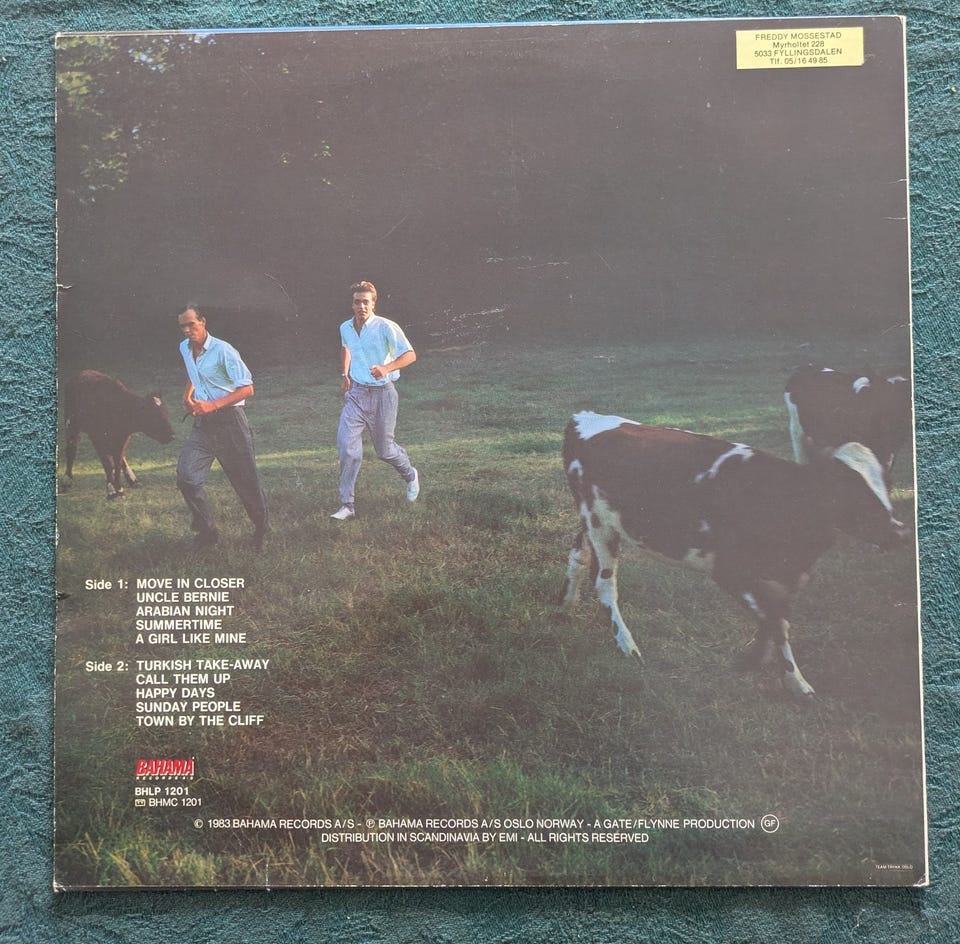 FREDDY MOSSESTAD
Myrholtet 228
5033 FYLLINGSDALEN
Tlf. 05/16 49 85
Side 1: MOVE IN CLOSER
UNCLE BERNIE
ARABIAN NIGHT
SUMMERTIME
A GIRL LIKE MINE
Side 2: TURKISH TAKE-AWAY
CALL THEM UP
HAPPY DAYS
SUNDAY PEOPLE
TOWN BY THE CLIFF
BAHAMA
RECORDS A/S
BHLP 1201
BHMC 1201
© 1983 BAHAMA RECORDS A/S - ℗ BAHAMA RECORDS A/S OSLO NORWAY - A GATE/FLYNNE PRODUCTION GF
DISTRIBUTION IN SCANDINAVIA BY EMI - ALL RIGHTS RESERVED